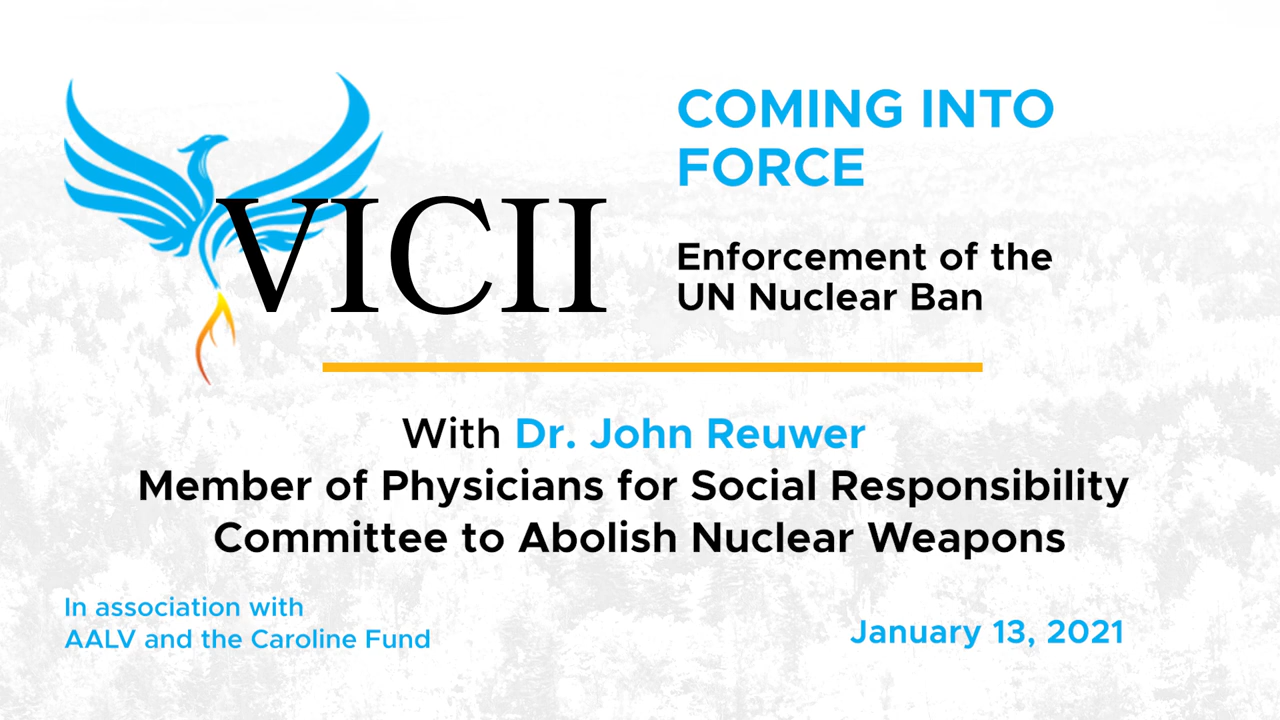 VICII
COMING INTO
FORCE
Enforcement of the
UN Nuclear Ban
With Dr. John Reuwer
Member of Physicians for Social Responsibility
Committee to Abolish Nuclear Weapons
In association with
AALV and the Caroline Fund
January 13, 2021